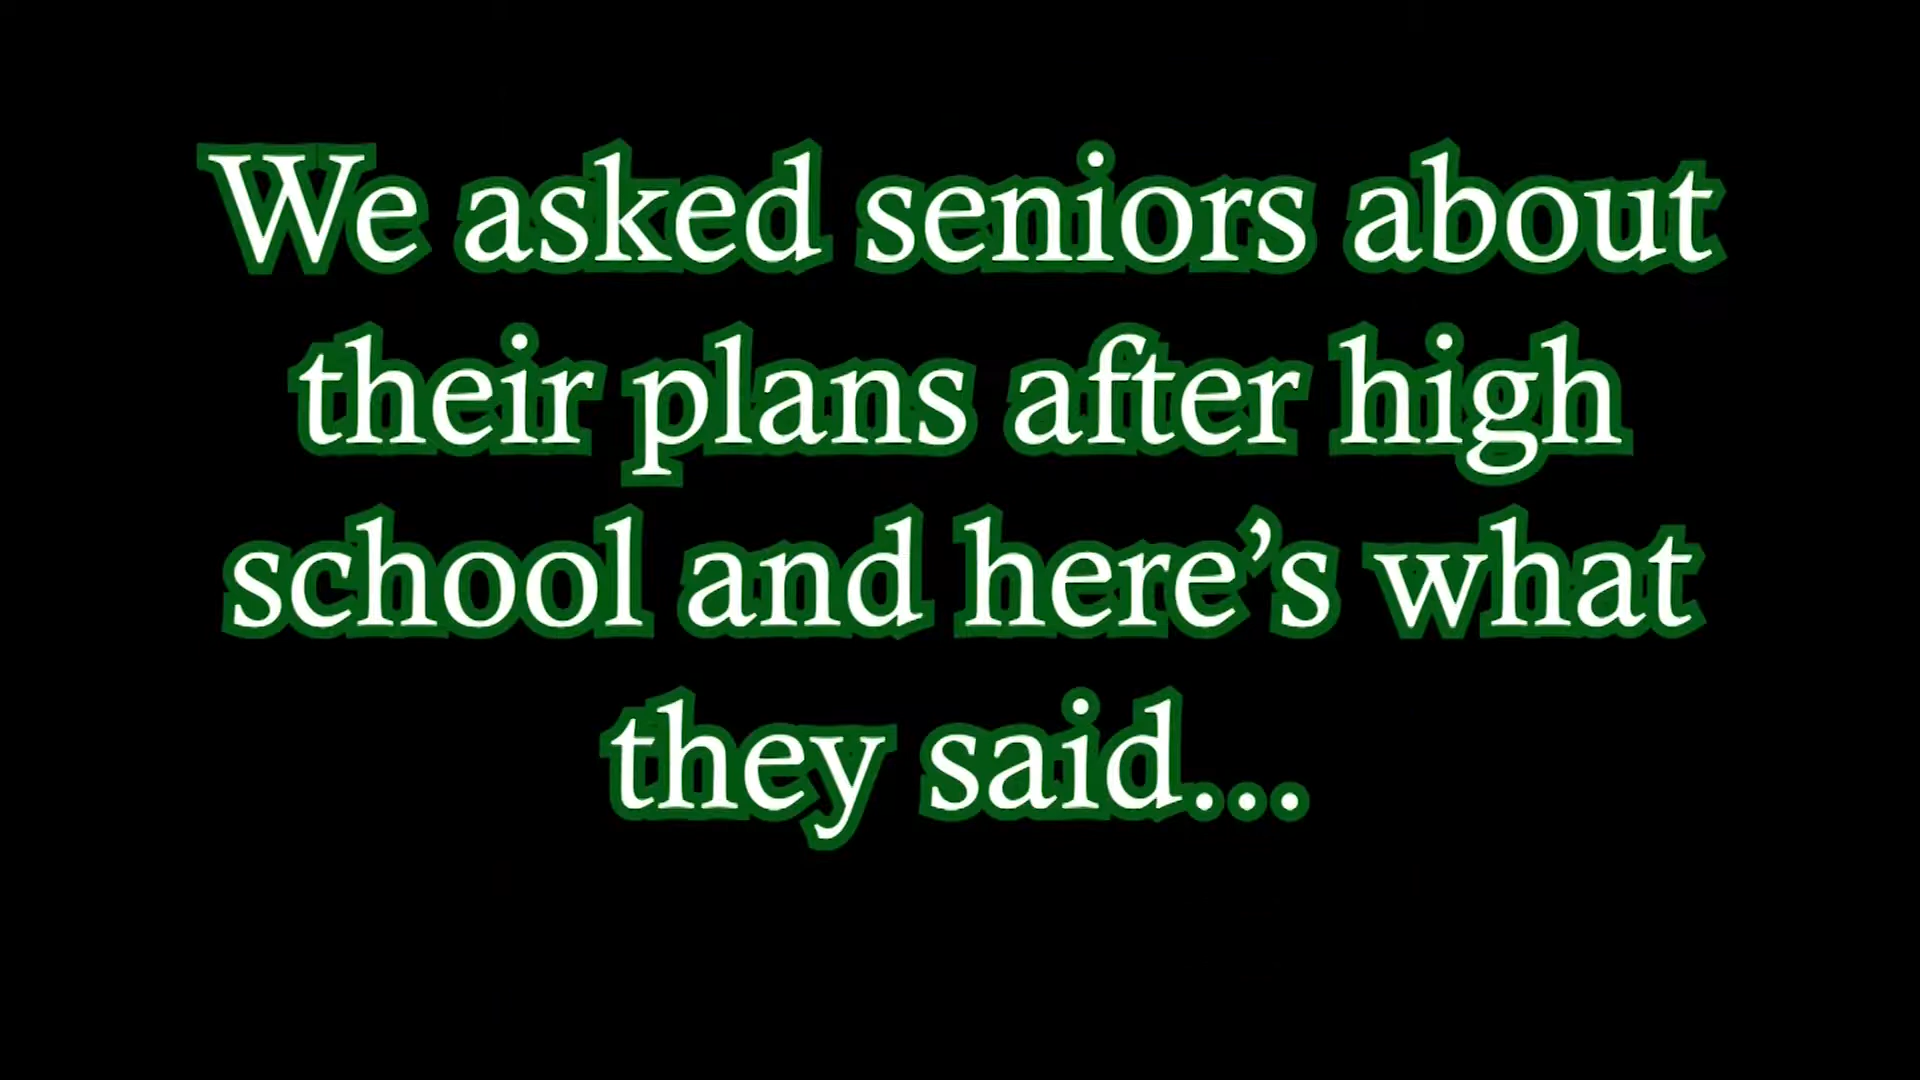 We asked seniors about
their plans after high
school and here’s what
they said...